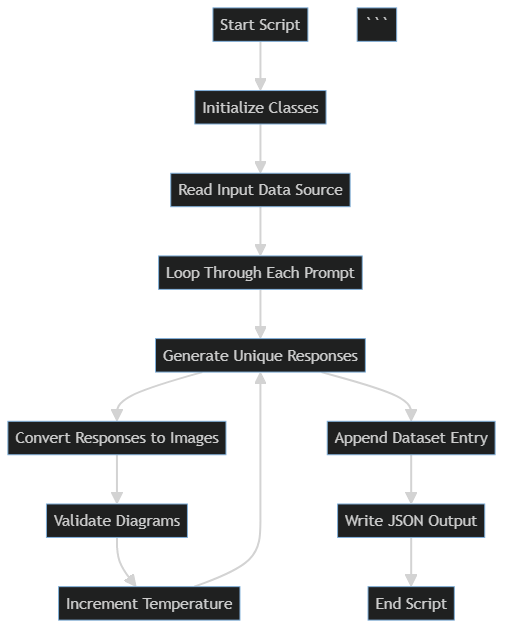 Start Script
```
Initialize Classes
Read Input Data Source
Loop Through Each Prompt
Generate Unique Responses
Convert Responses to Images
Append Dataset Entry
Validate Diagrams
Write JSON Output
Increment Temperature
End Script